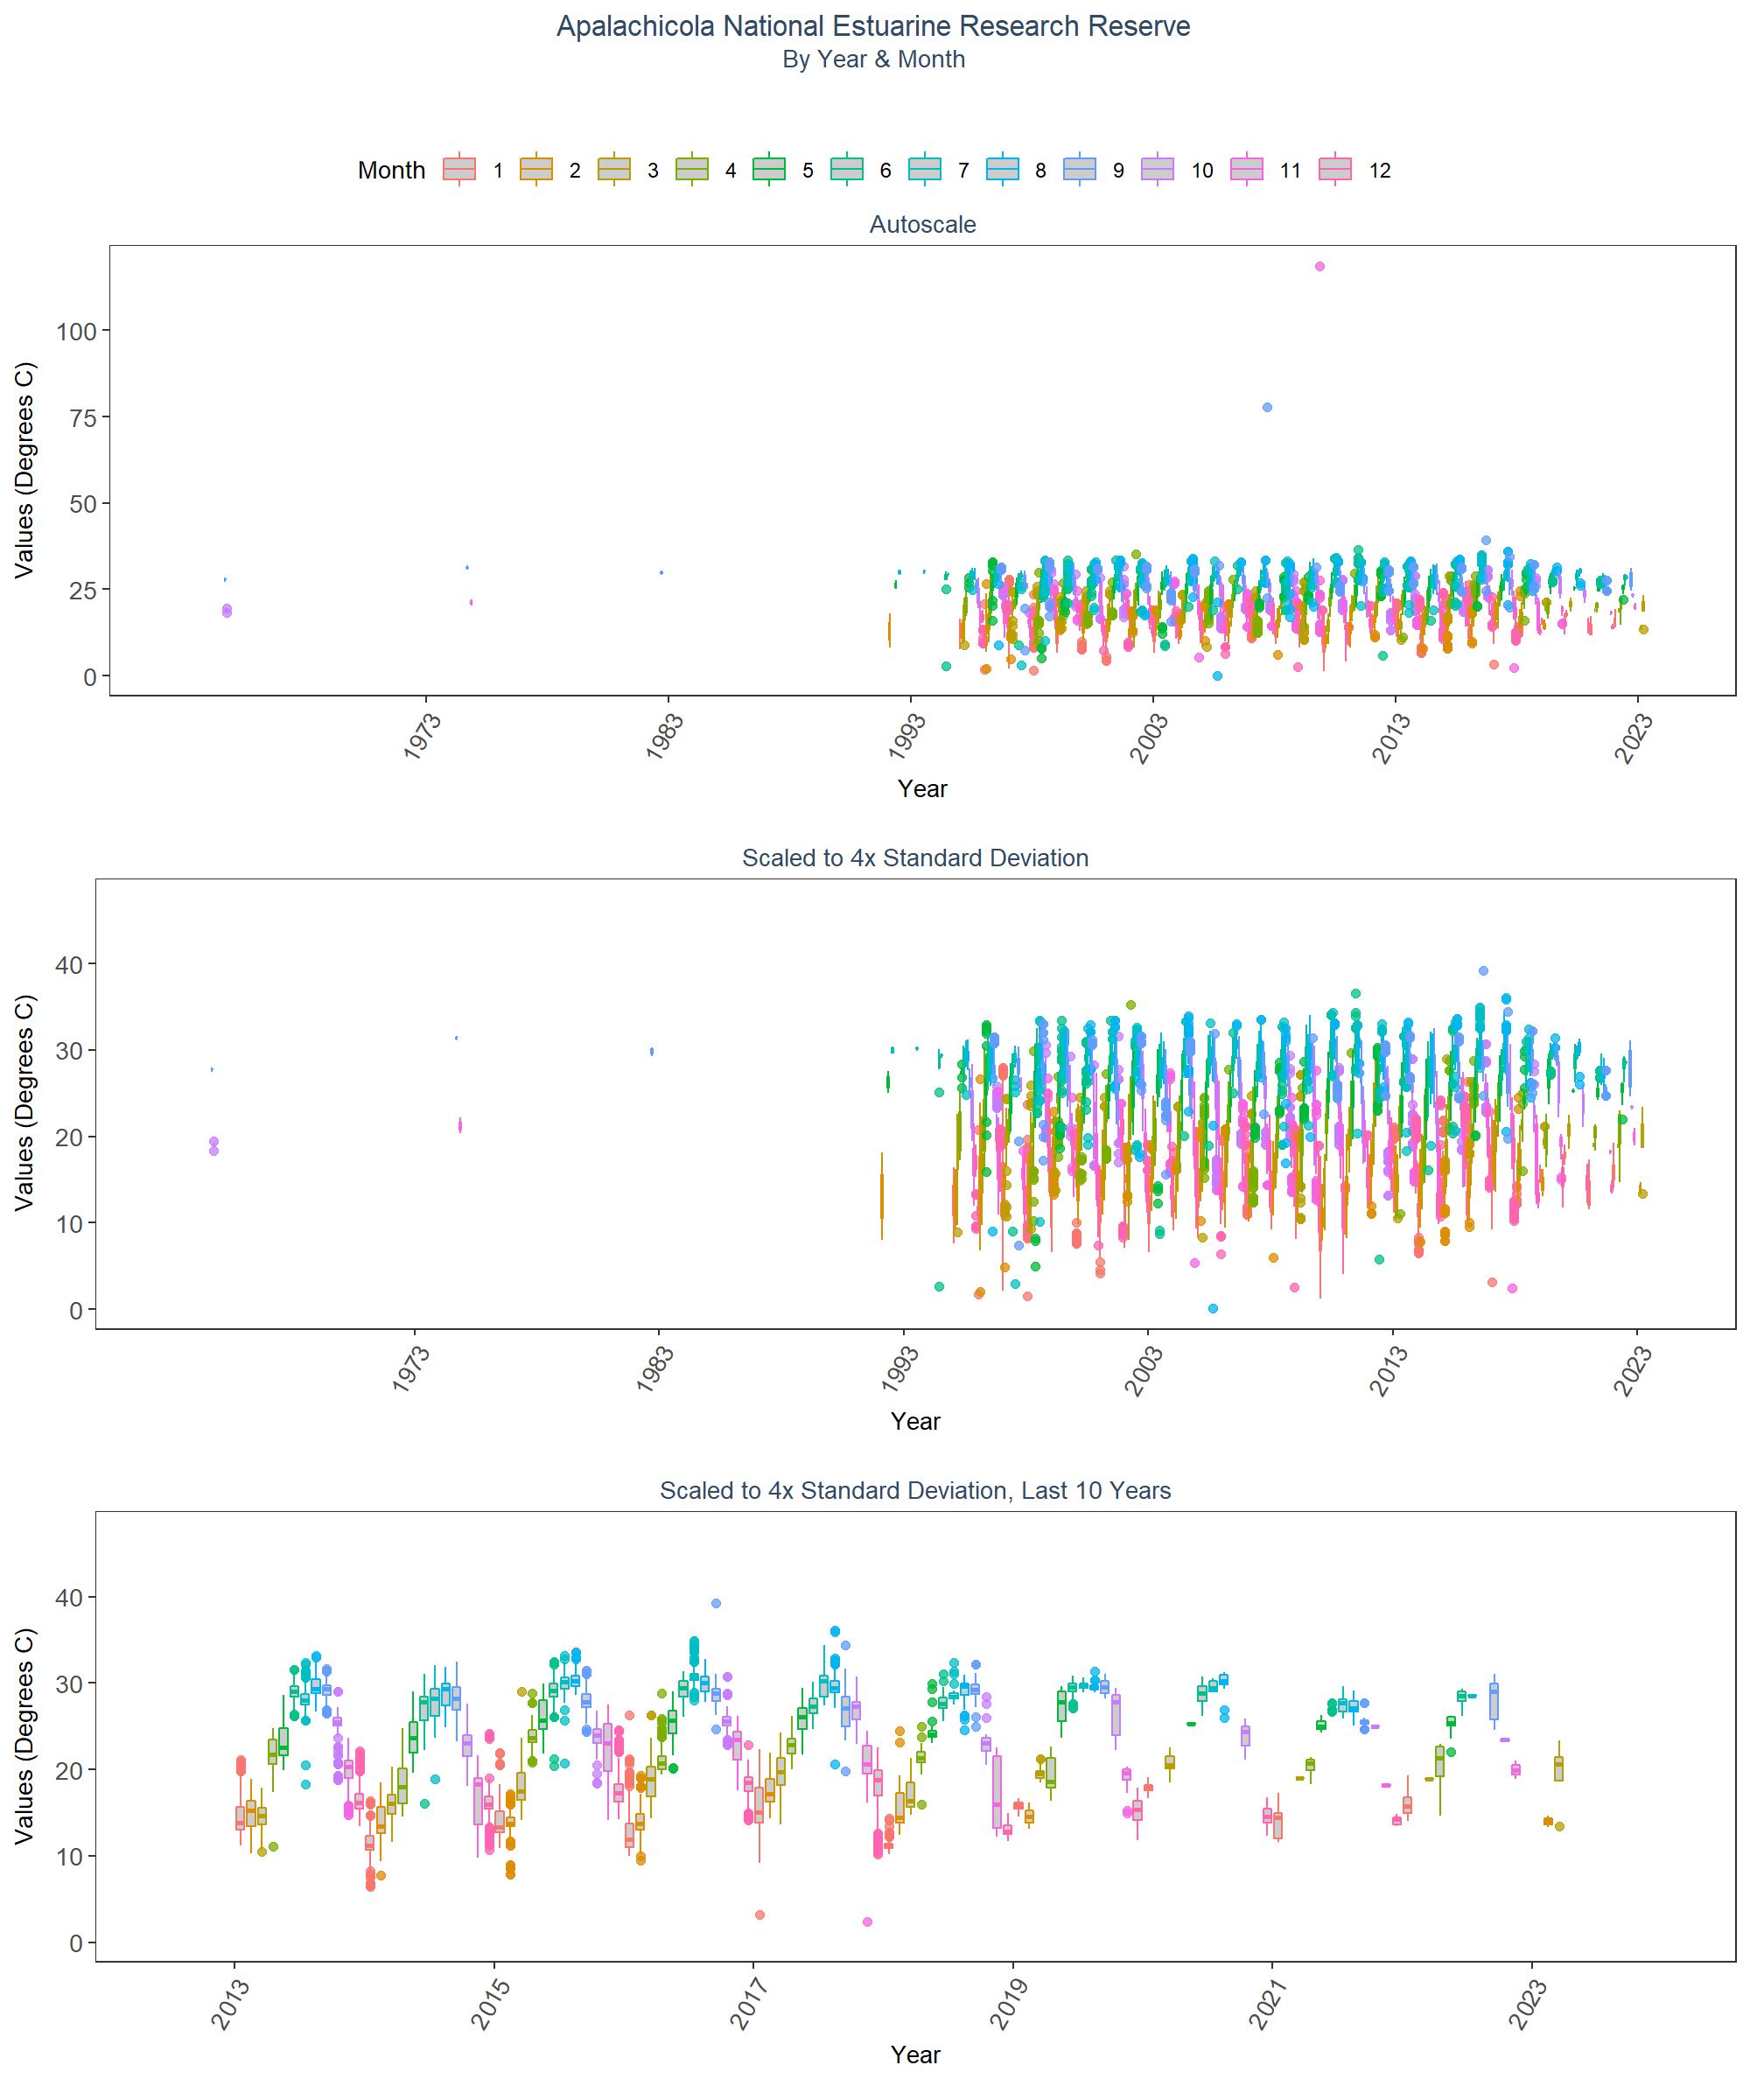 Apalachicola National Estuarine Research Reserve
By Year & Month
Month 1 2 3 4 5 6 7 8 9 10 11 12
Autoscale
Values (Degrees C)
100
75
50
25
0
1973 1983 1993 2003 2013 2023
Year
Scaled to 4x Standard Deviation
Values (Degrees C)
40
30
20
10
0
1973 1983 1993 2003 2013 2023
Year
Scaled to 4x Standard Deviation, Last 10 Years
Values (Degrees C)
40
30
20
10
0
2013 2015 2017 2019 2021 2023
Year